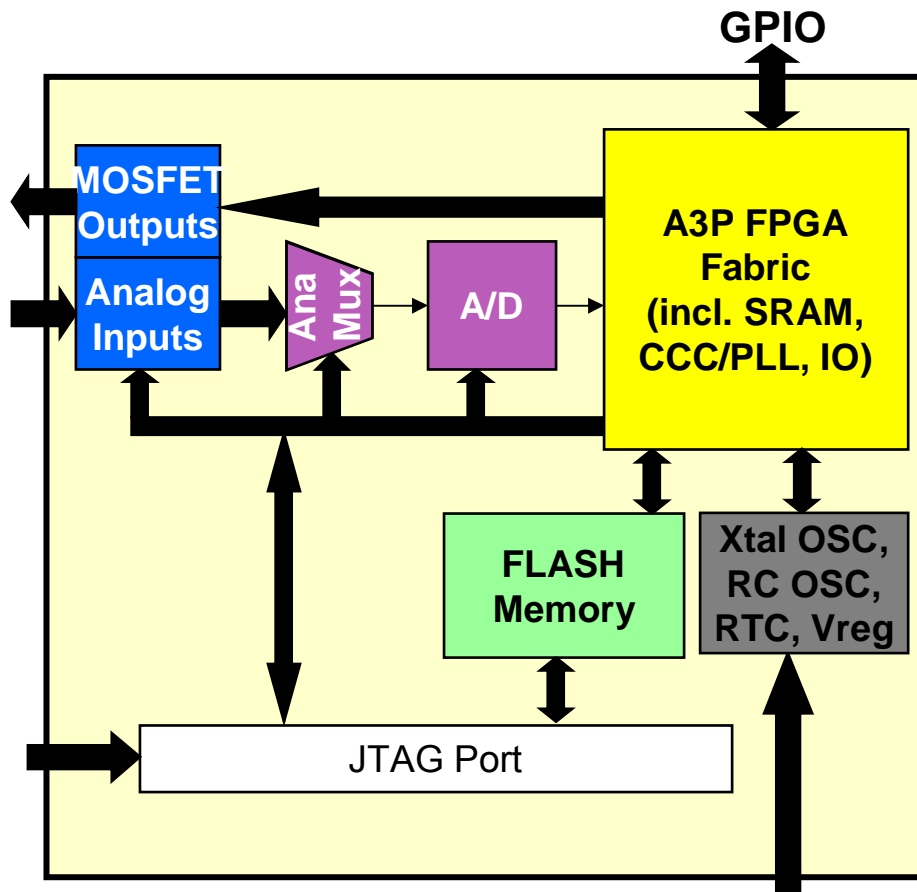 GPIO
MOSFET
Outputs
Analog
Inputs
Ana
Mux
A/D
A3P FPGA
Fabric
(incl. SRAM,
CCC/PLL, IO)
FLASH
Memory
Xtal OSC,
RC OSC,
RTC, Vreg
JTAG Port